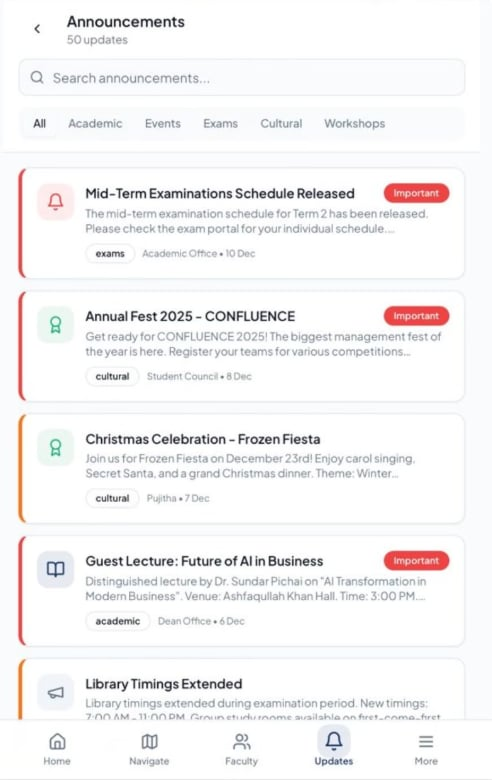 Announcements
50 updates
Search announcements...
All Academic Events Exams Cultural Workshops
Mid-Term Examinations Schedule Released Important
The mid-term examination schedule for Term 2 has been released.
Please check the exam portal for your individual schedule....
exams Academic Office • 10 Dec
Annual Fest 2025 - CONFLUENCE Important
Get ready for CONFLUENCE 2025! The biggest management fest of
the year is here. Register your teams for various competitions...
cultural Student Council • 8 Dec
Christmas Celebration - Frozen Fiesta
Join us for Frozen Fiesta on December 23rd! Enjoy carol singing,
Secret Santa, and a grand Christmas dinner. Theme: Winter...
cultural Pujitha • 7 Dec
Guest Lecture: Future of AI in Business Important
Distinguished lecture by Dr. Sundar Pichai on "AI Transformation in
Modern Business". Venue: Ashfaqullah Khan Hall. Time: 3:00 PM....
academic Dean Office • 6 Dec
Library Timings Extended
Library timings extended during examination period. New timings:
7:00 AM - 11:00 PM. Group study rooms available on first-come-first
Home Navigate Faculty Updates More